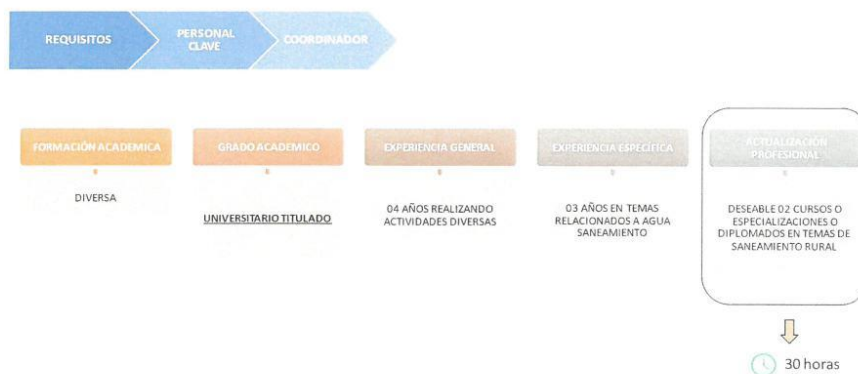 REQUISITOS
PERSONAL
CLAVE
COORDINADOR
FORMACIÓN ACADEMICA
DIVERSA
GRADO ACADEMICO
UNIVERSITARIO TITULADO
EXPERIENCIA GENERAL
04 AÑOS REALIZANDO
ACTIVIDADES DIVERSAS
EXPERIENCIA ESPECÍFICA
03 AÑOS EN TEMAS
RELACIONADOS A AGUA
SANEAMIENTO
ACTUALIZACIÓN
PROFESIONAL
DESEABLE 02 CURSOS O
ESPECIALIZACIONES O
DIPLOMADOS EN TEMAS DE
SANEAMIENTO RURAL
30 horas